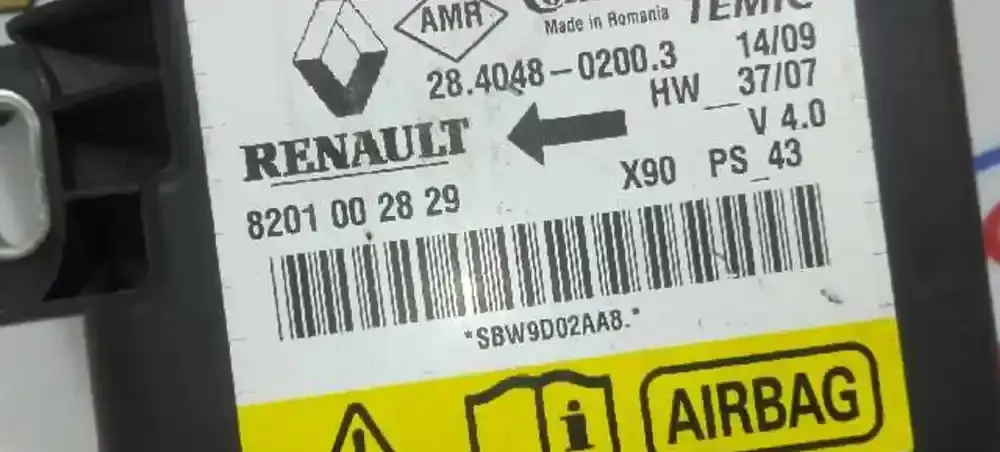 AMR
Made in Romania TEMIC
28.4048-0200.3 14/09
HW_37/07
RENAULT V 4.0
8201 00 28 29 X90 PS_43
*SBW9D02AA8.*
i AIRBAG